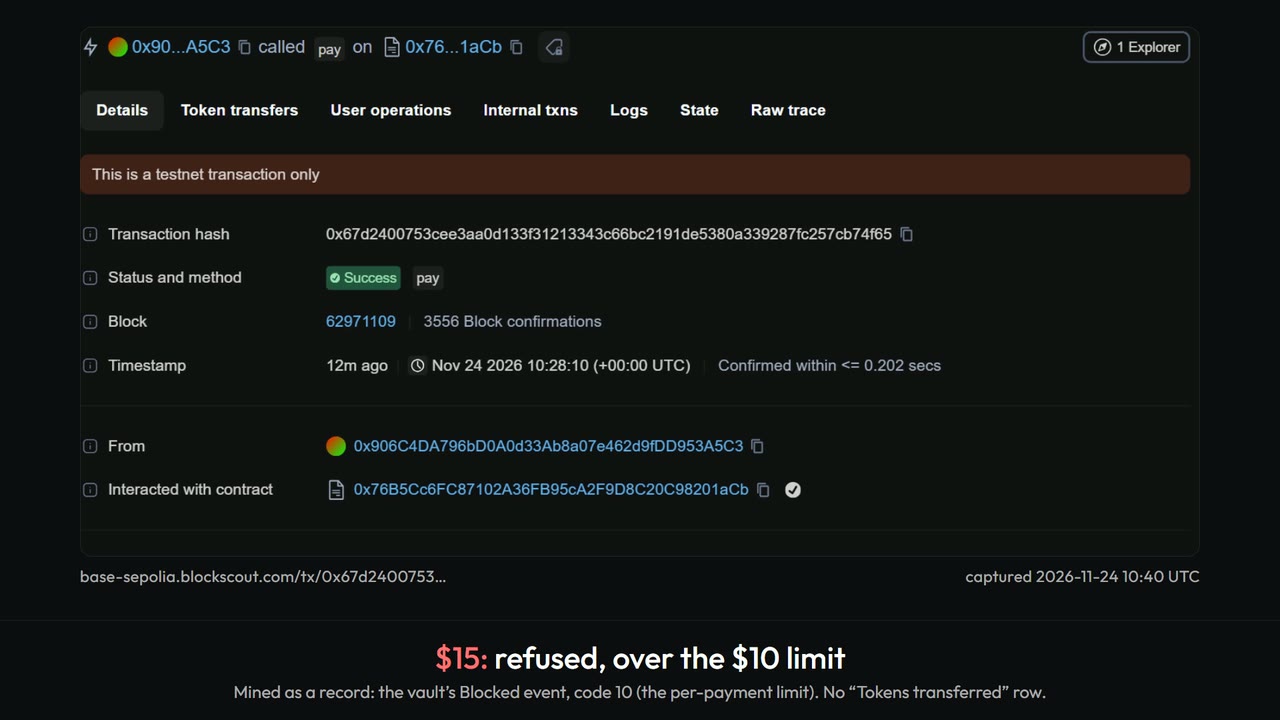 0x90...A5C3 called pay on 0x76...1aCb 1 Explorer
Details Token transfers User operations Internal txns Logs State Raw trace
This is a testnet transaction only
Transaction hash 0x67d2400753cee3aa0d133f31213343c66bc2191de5380a339287fc257cb74f65
Status and method Success pay
Block 62971109 3556 Block confirmations
Timestamp 12m ago Nov 24 2026 10:28:10 (+00:00 UTC) Confirmed within <= 0.202 secs
From 0x906C4DA796bD0A0d33Ab8a07e462d9fDD953A5C3
Interacted with contract 0x76B5Cc6FC87102A36FB95cA2F9D8C20C98201aCb
base-sepolia.blockscout.com/tx/0x67d2400753... captured 2026-11-24 10:40 UTC
$15: refused, over the $10 limit
Mined as a record: the vault’s Blocked event, code 10 (the per-payment limit). No “Tokens transferred” row.